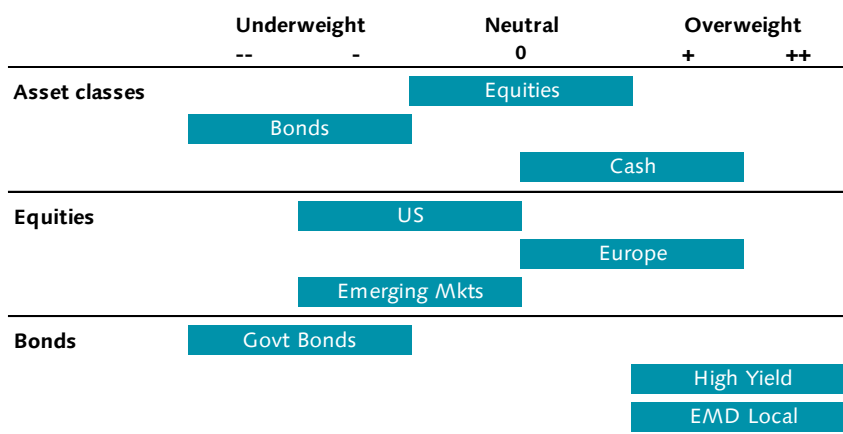 Underweight Neutral Overweight
-- - 0 + ++
Asset classes Equities
Bonds
Cash
Equities US
Europe
Emerging Mkts
Bonds Govt Bonds
High Yield
EMD Local